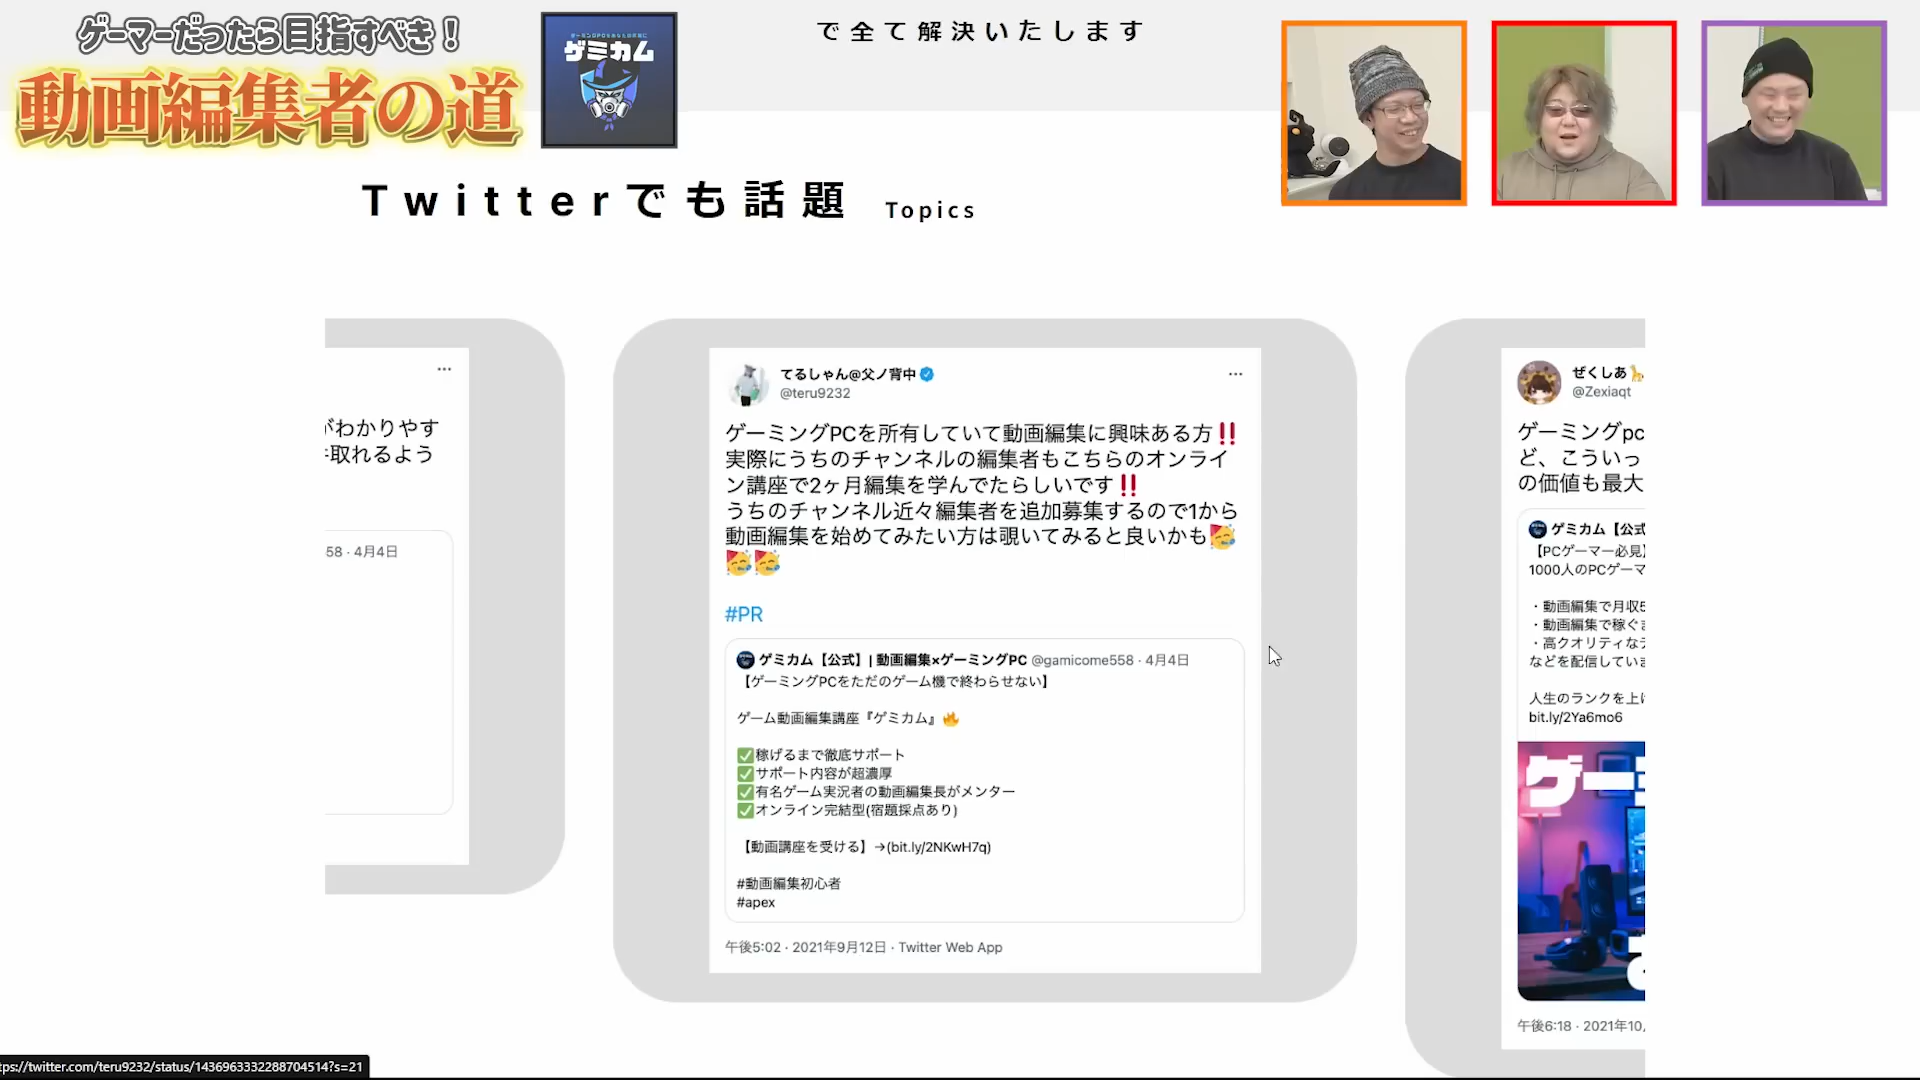 ゲーマーだったら目指すべき!
動画編集者の道
ゲミカム
で全て解決いたします
Twitterでも話題 Topics
がわかりやす
取れるよう
58 · 4月4日
てるしゃん@父ノ背中
@teru9232
ゲーミングPCを所有していて動画編集に興味ある方‼️
実際にうちのチャンネルの編集者もこちらのオンライ
ン講座で2ヶ月編集を学んでたらしいです‼️
うちのチャンネル近々編集者を追加募集するので1から
動画編集を始めてみたい方は覗いてみると良いかも🥳
🥳🥳
#PR
ゲミカム【公式】| 動画編集×ゲーミングPC @gamicome558 · 4月4日
【ゲーミングPCをただのゲーム機で終わらせない】
ゲーム動画編集講座『ゲミカム』🔥
✅稼げるまで徹底サポート
✅サポート内容が超濃厚
✅有名ゲーム実況者の動画編集長がメンター
✅オンライン完結型(宿題採点あり)
【動画講座を受ける】→(bit.ly/2NKwH7q)
#動画編集初心者
#apex
午後5:02 · 2021年9月12日 · Twitter Web App
ぜくしあ🦒
@Zexiaqt
ゲーミングpc
ど、こういっ
の価値も最大
ゲミカム【公式
【PCゲーマー必見】
1000人のPCゲーマ
・動画編集で月収5
・動画編集で稼ぐま
・高クオリティなラ
などを配信していま
人生のランクを上げ
bit.ly/2Ya6mo6
ゲー
午後6:18 · 2021年10
tps://twitter.com/teru9232/status/1436963332288704514?s=21